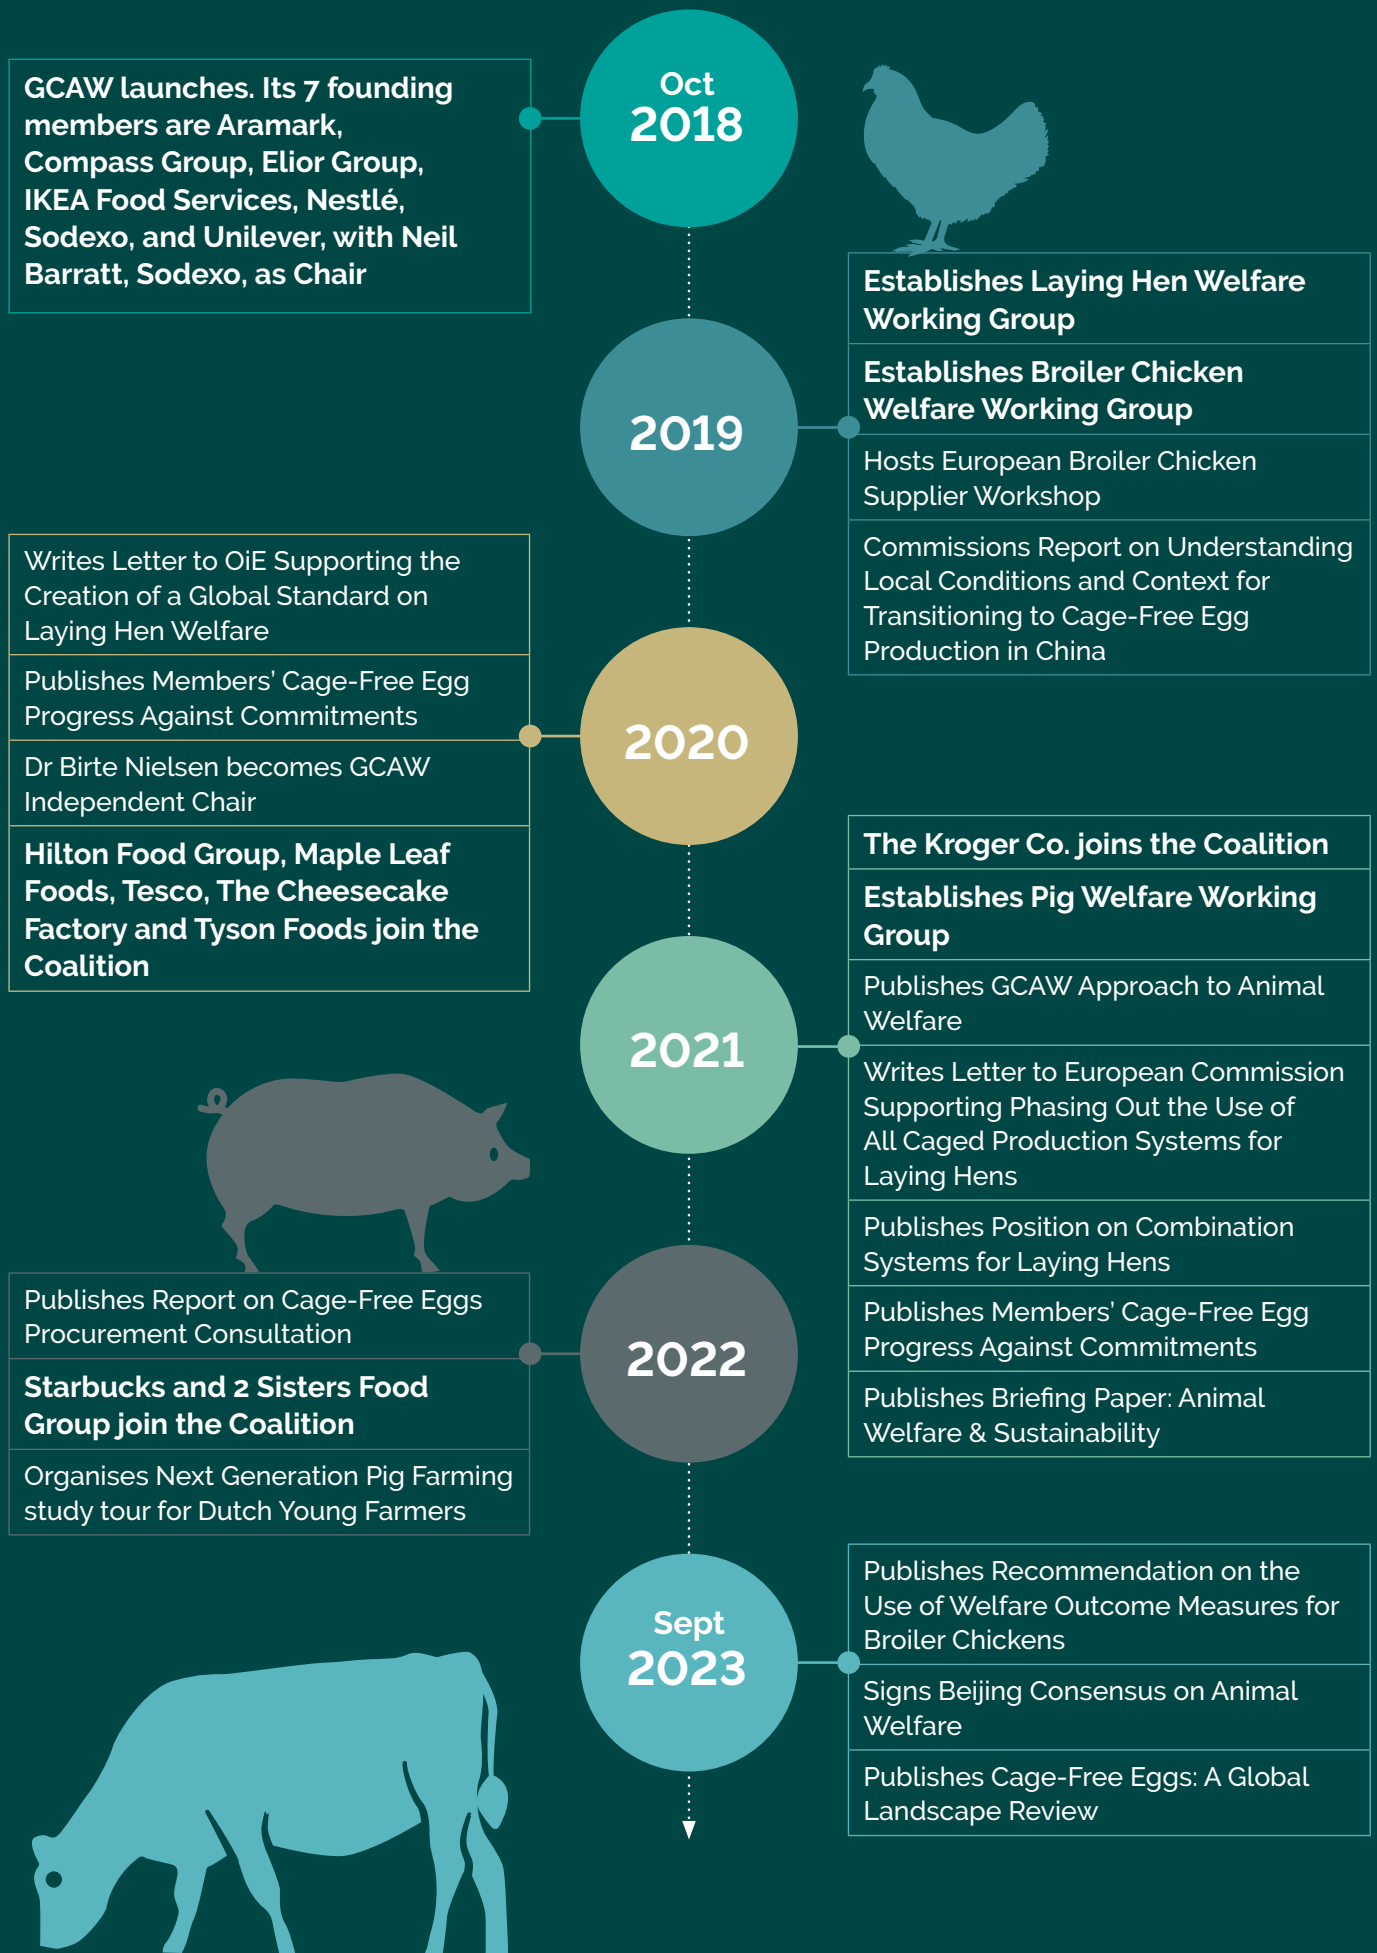 Oct
2018
GCAW launches. Its 7 founding
members are Aramark,
Compass Group, Elior Group,
IKEA Food Services, Nestlé,
Sodexo, and Unilever, with Neil
Barratt, Sodexo, as Chair
2019
Establishes Laying Hen Welfare
Working Group
Establishes Broiler Chicken
Welfare Working Group
Hosts European Broiler Chicken
Supplier Workshop
Commissions Report on Understanding
Local Conditions and Context for
Transitioning to Cage-Free Egg
Production in China
2020
Writes Letter to OiE Supporting the
Creation of a Global Standard on
Laying Hen Welfare
Publishes Members’ Cage-Free Egg
Progress Against Commitments
Dr Birte Nielsen becomes GCAW
Independent Chair
Hilton Food Group, Maple Leaf
Foods, Tesco, The Cheesecake
Factory and Tyson Foods join the
Coalition
2021
The Kroger Co. joins the Coalition
Establishes Pig Welfare Working
Group
Publishes GCAW Approach to Animal
Welfare
Writes Letter to European Commission
Supporting Phasing Out the Use of
All Caged Production Systems for
Laying Hens
Publishes Position on Combination
Systems for Laying Hens
Publishes Members’ Cage-Free Egg
Progress Against Commitments
Publishes Briefing Paper: Animal
Welfare & Sustainability
2022
Publishes Report on Cage-Free Eggs
Procurement Consultation
Starbucks and 2 Sisters Food
Group join the Coalition
Organises Next Generation Pig Farming
study tour for Dutch Young Farmers
Sept
2023
Publishes Recommendation on the
Use of Welfare Outcome Measures for
Broiler Chickens
Signs Beijing Consensus on Animal
Welfare
Publishes Cage-Free Eggs: A Global
Landscape Review